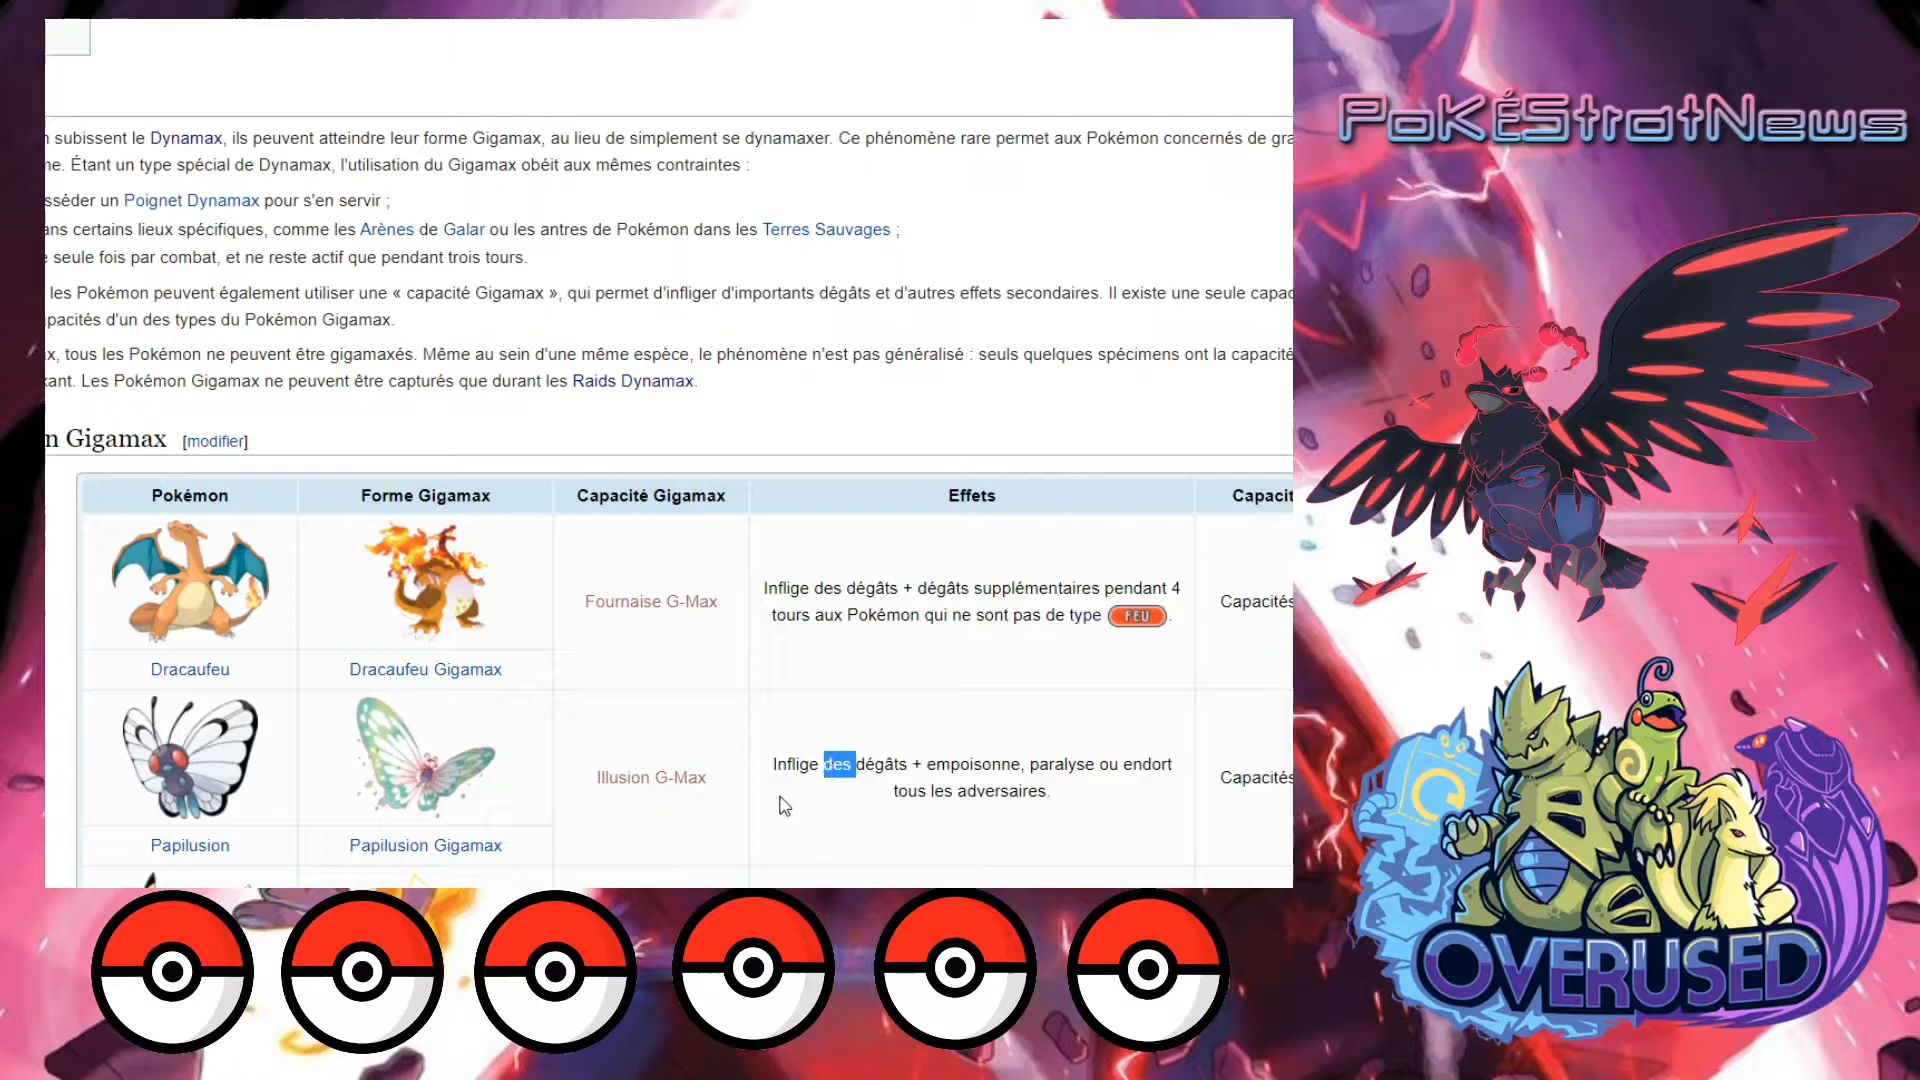 PoKÉStratNews
subissent le Dynamax, ils peuvent atteindre leur forme Gigamax, au lieu de simplement se dynamaxer. Ce phénomène rare permet aux Pokémon concernés de
. Étant un type spécial de Dynamax, l'utilisation du Gigamax obéit aux mêmes contraintes :
un Poignet Dynamax pour s'en servir ;
certains lieux spécifiques, comme les Arènes de Galar ou les antres de Pokémon dans les Terres Sauvages ;
seule fois par combat, et ne reste actif que pendant trois tours.
les Pokémon peuvent également utiliser une « capacité Gigamax », qui permet d'infliger d'importants dégâts et d'autres effets secondaires. Il existe une seule
d'un des types du Pokémon Gigamax.
, tous les Pokémon ne peuvent être gigamaxés. Même au sein d'une même espèce, le phénomène n'est pas généralisé : seuls quelques spécimens ont la capacité
. Les Pokémon Gigamax ne peuvent être capturés que durant les Raids Dynamax.
n Gigamax [modifier]
Pokémon Forme Gigamax Capacité Gigamax Effets Capacit
Inflige des dégâts + dégâts supplémentaires pendant 4
tours aux Pokémon qui ne sont pas de type FEU.
Fournaise G-Max
Capacités
Dracaufeu Dracaufeu Gigamax
Inflige des dégâts + empoisonne, paralyse ou endort
tous les adversaires.
Illusion G-Max
Capacités
Papilusion Papilusion Gigamax
OVERUSED